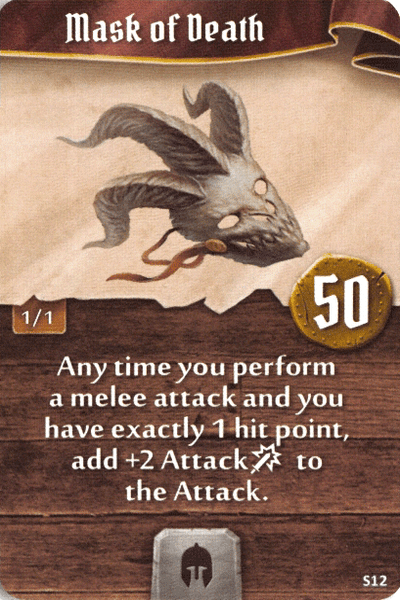 Mask of Death
50
1/1
Any time you perform
a melee attack and you
have exactly 1 hit point,
add +2 Attack to
the Attack.
S12